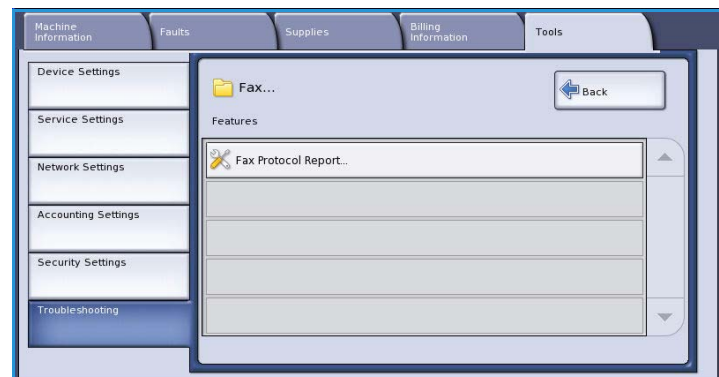 Machine
Information
Faults
Supplies
Billing
Information
Tools
Device Settings
Service Settings
Network Settings
Accounting Settings
Security Settings
Troubleshooting
Fax...
Back
Features
Fax Protocol Report...